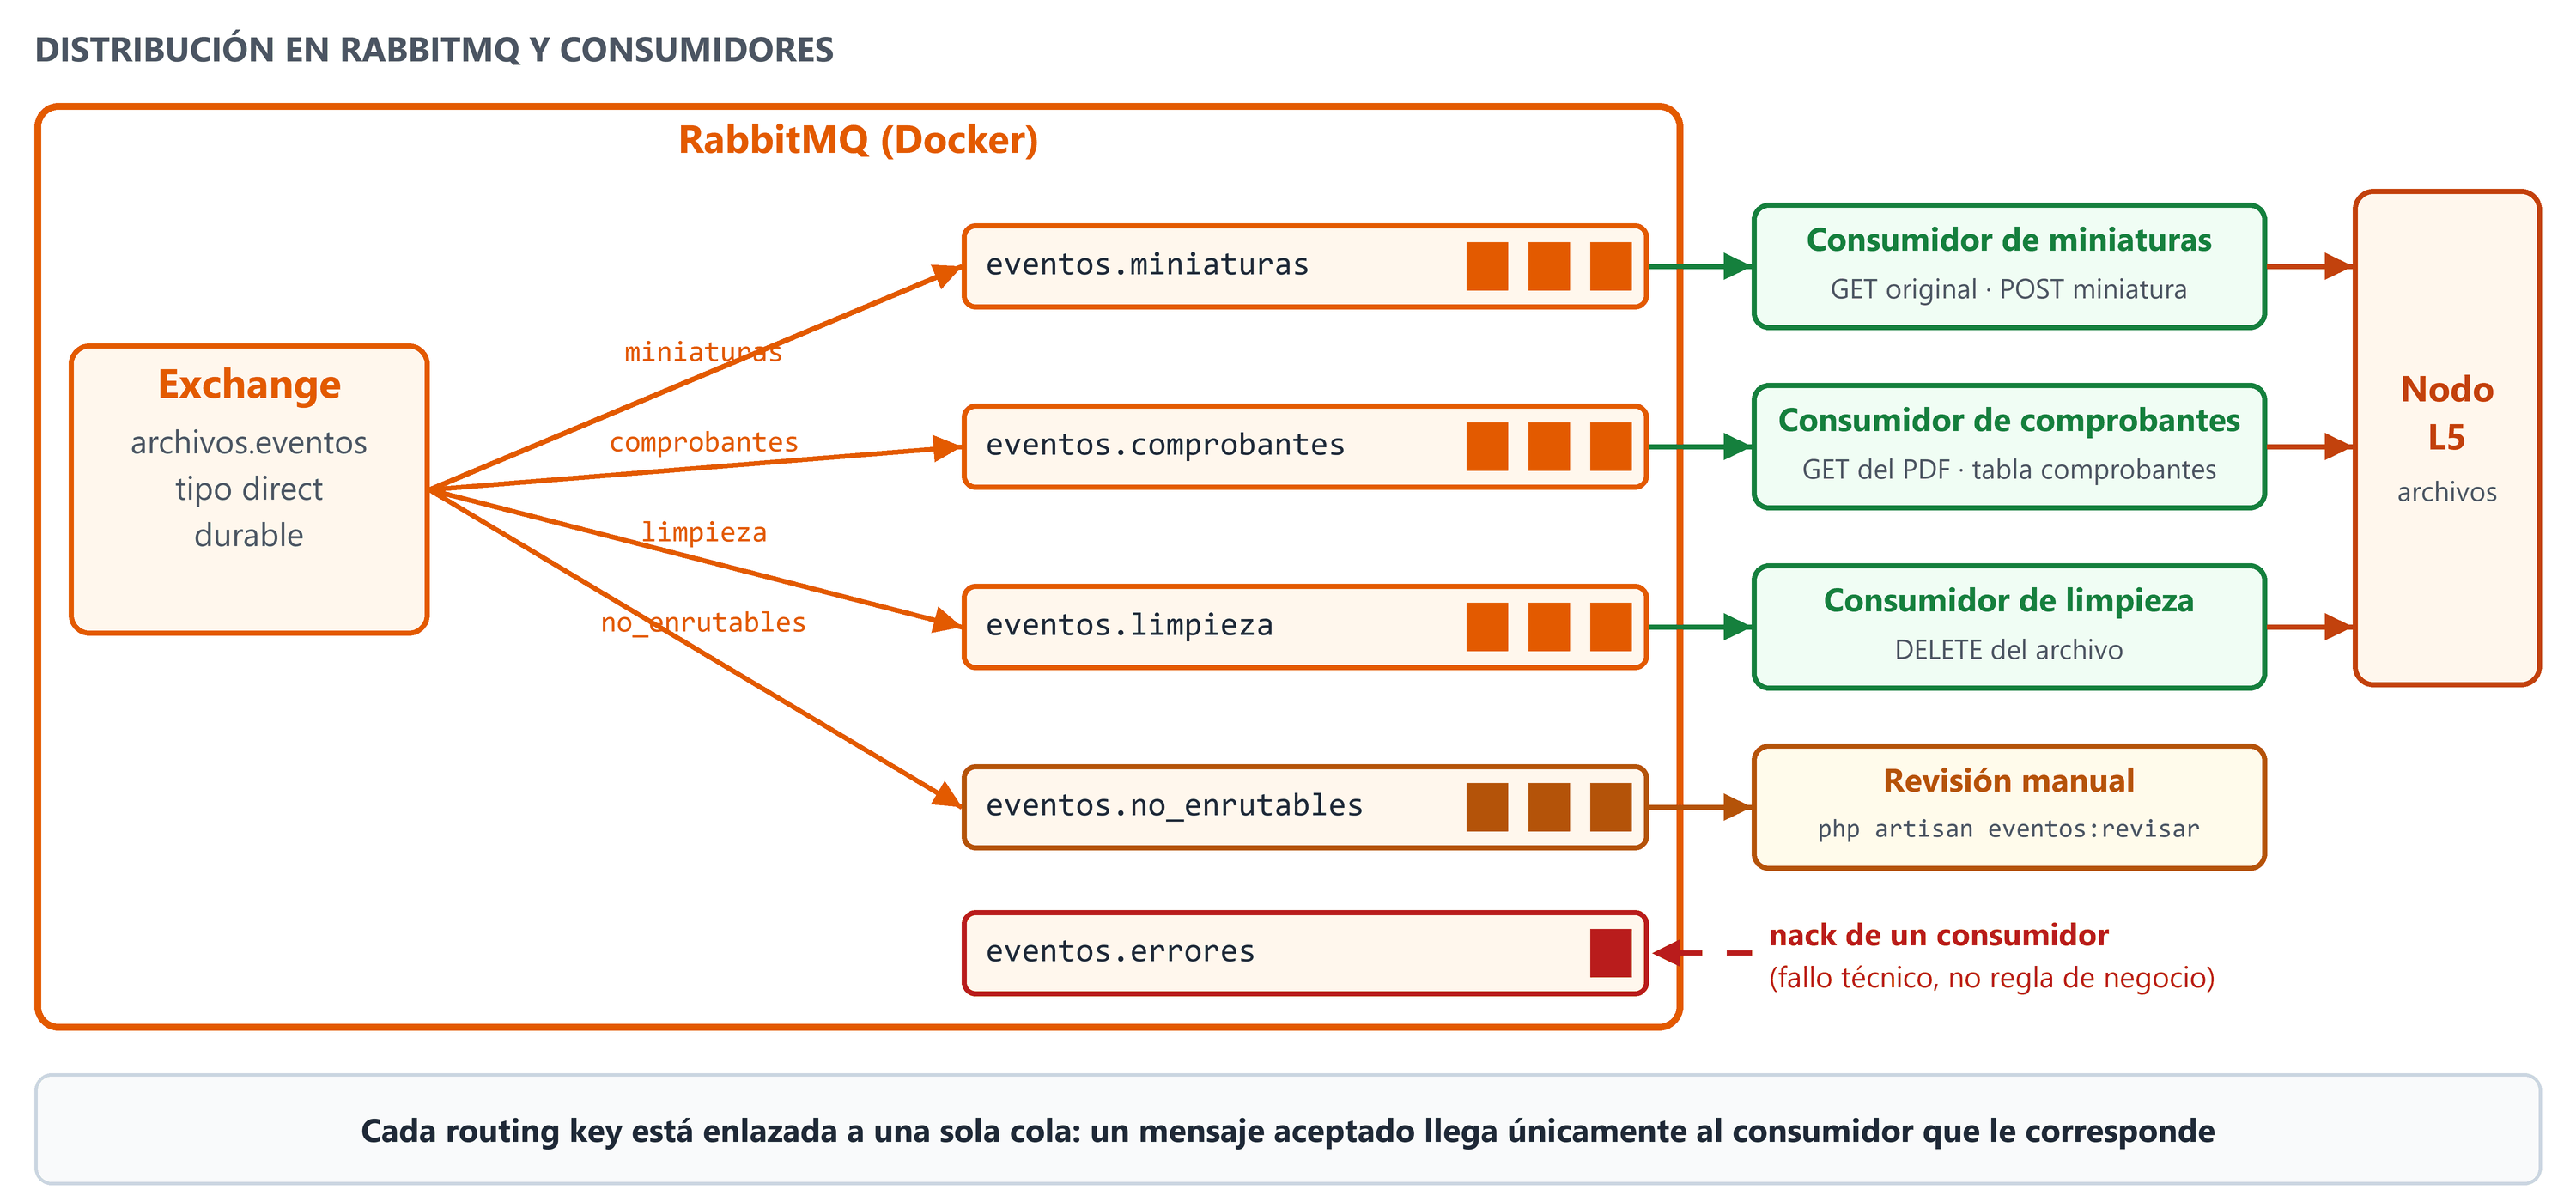 DISTRIBUCIÓN EN RABBITMQ Y CONSUMIDORES
RabbitMQ (Docker)
Exchange
archivos.eventos
tipo direct
durable
miniaturas
comprobantes
limpieza
no_enrutables
eventos.miniaturas
eventos.comprobantes
eventos.limpieza
eventos.no_enrutables
eventos.errores
Consumidor de miniaturas
GET original · POST miniatura
Consumidor de comprobantes
GET del PDF · tabla comprobantes
Consumidor de limpieza
DELETE del archivo
Revisión manual
php artisan eventos:revisar
nack de un consumidor
(fallo técnico, no regla de negocio)
Nodo
L5
archivos
Cada routing key está enlazada a una sola cola: un mensaje aceptado llega únicamente al consumidor que le corresponde